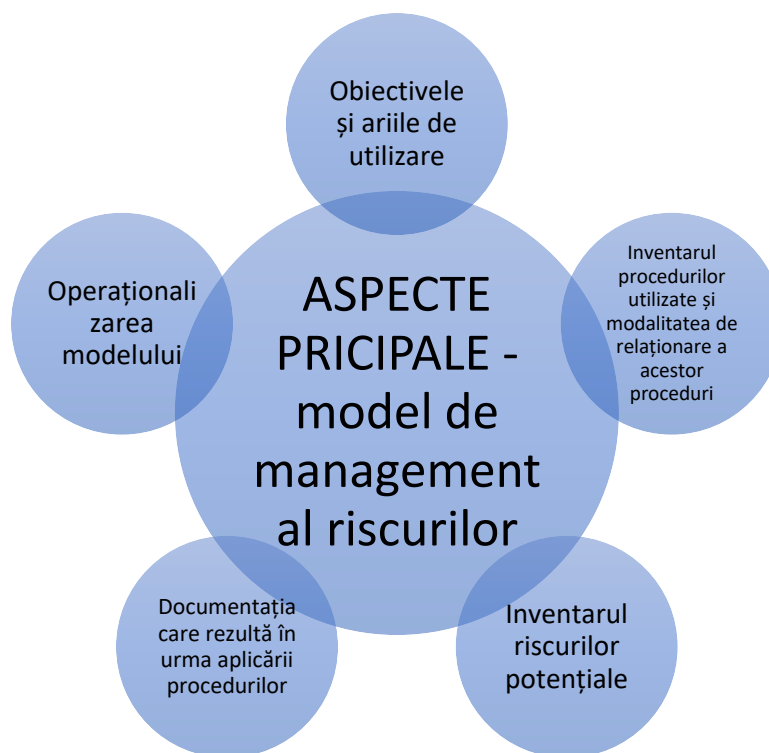 Obiectivele
și ariile de
utilizare
Inventarul
procedurilor
utilizate și
modalitatea de
relaționare a
acestor
proceduri
Operaționali
zarea
modelului
ASPECTE
PRICIPALE -
model de
management
al riscurilor
Documentația
care rezultă în
urma aplicării
procedurilor
Inventarul
riscurilor
potențiale